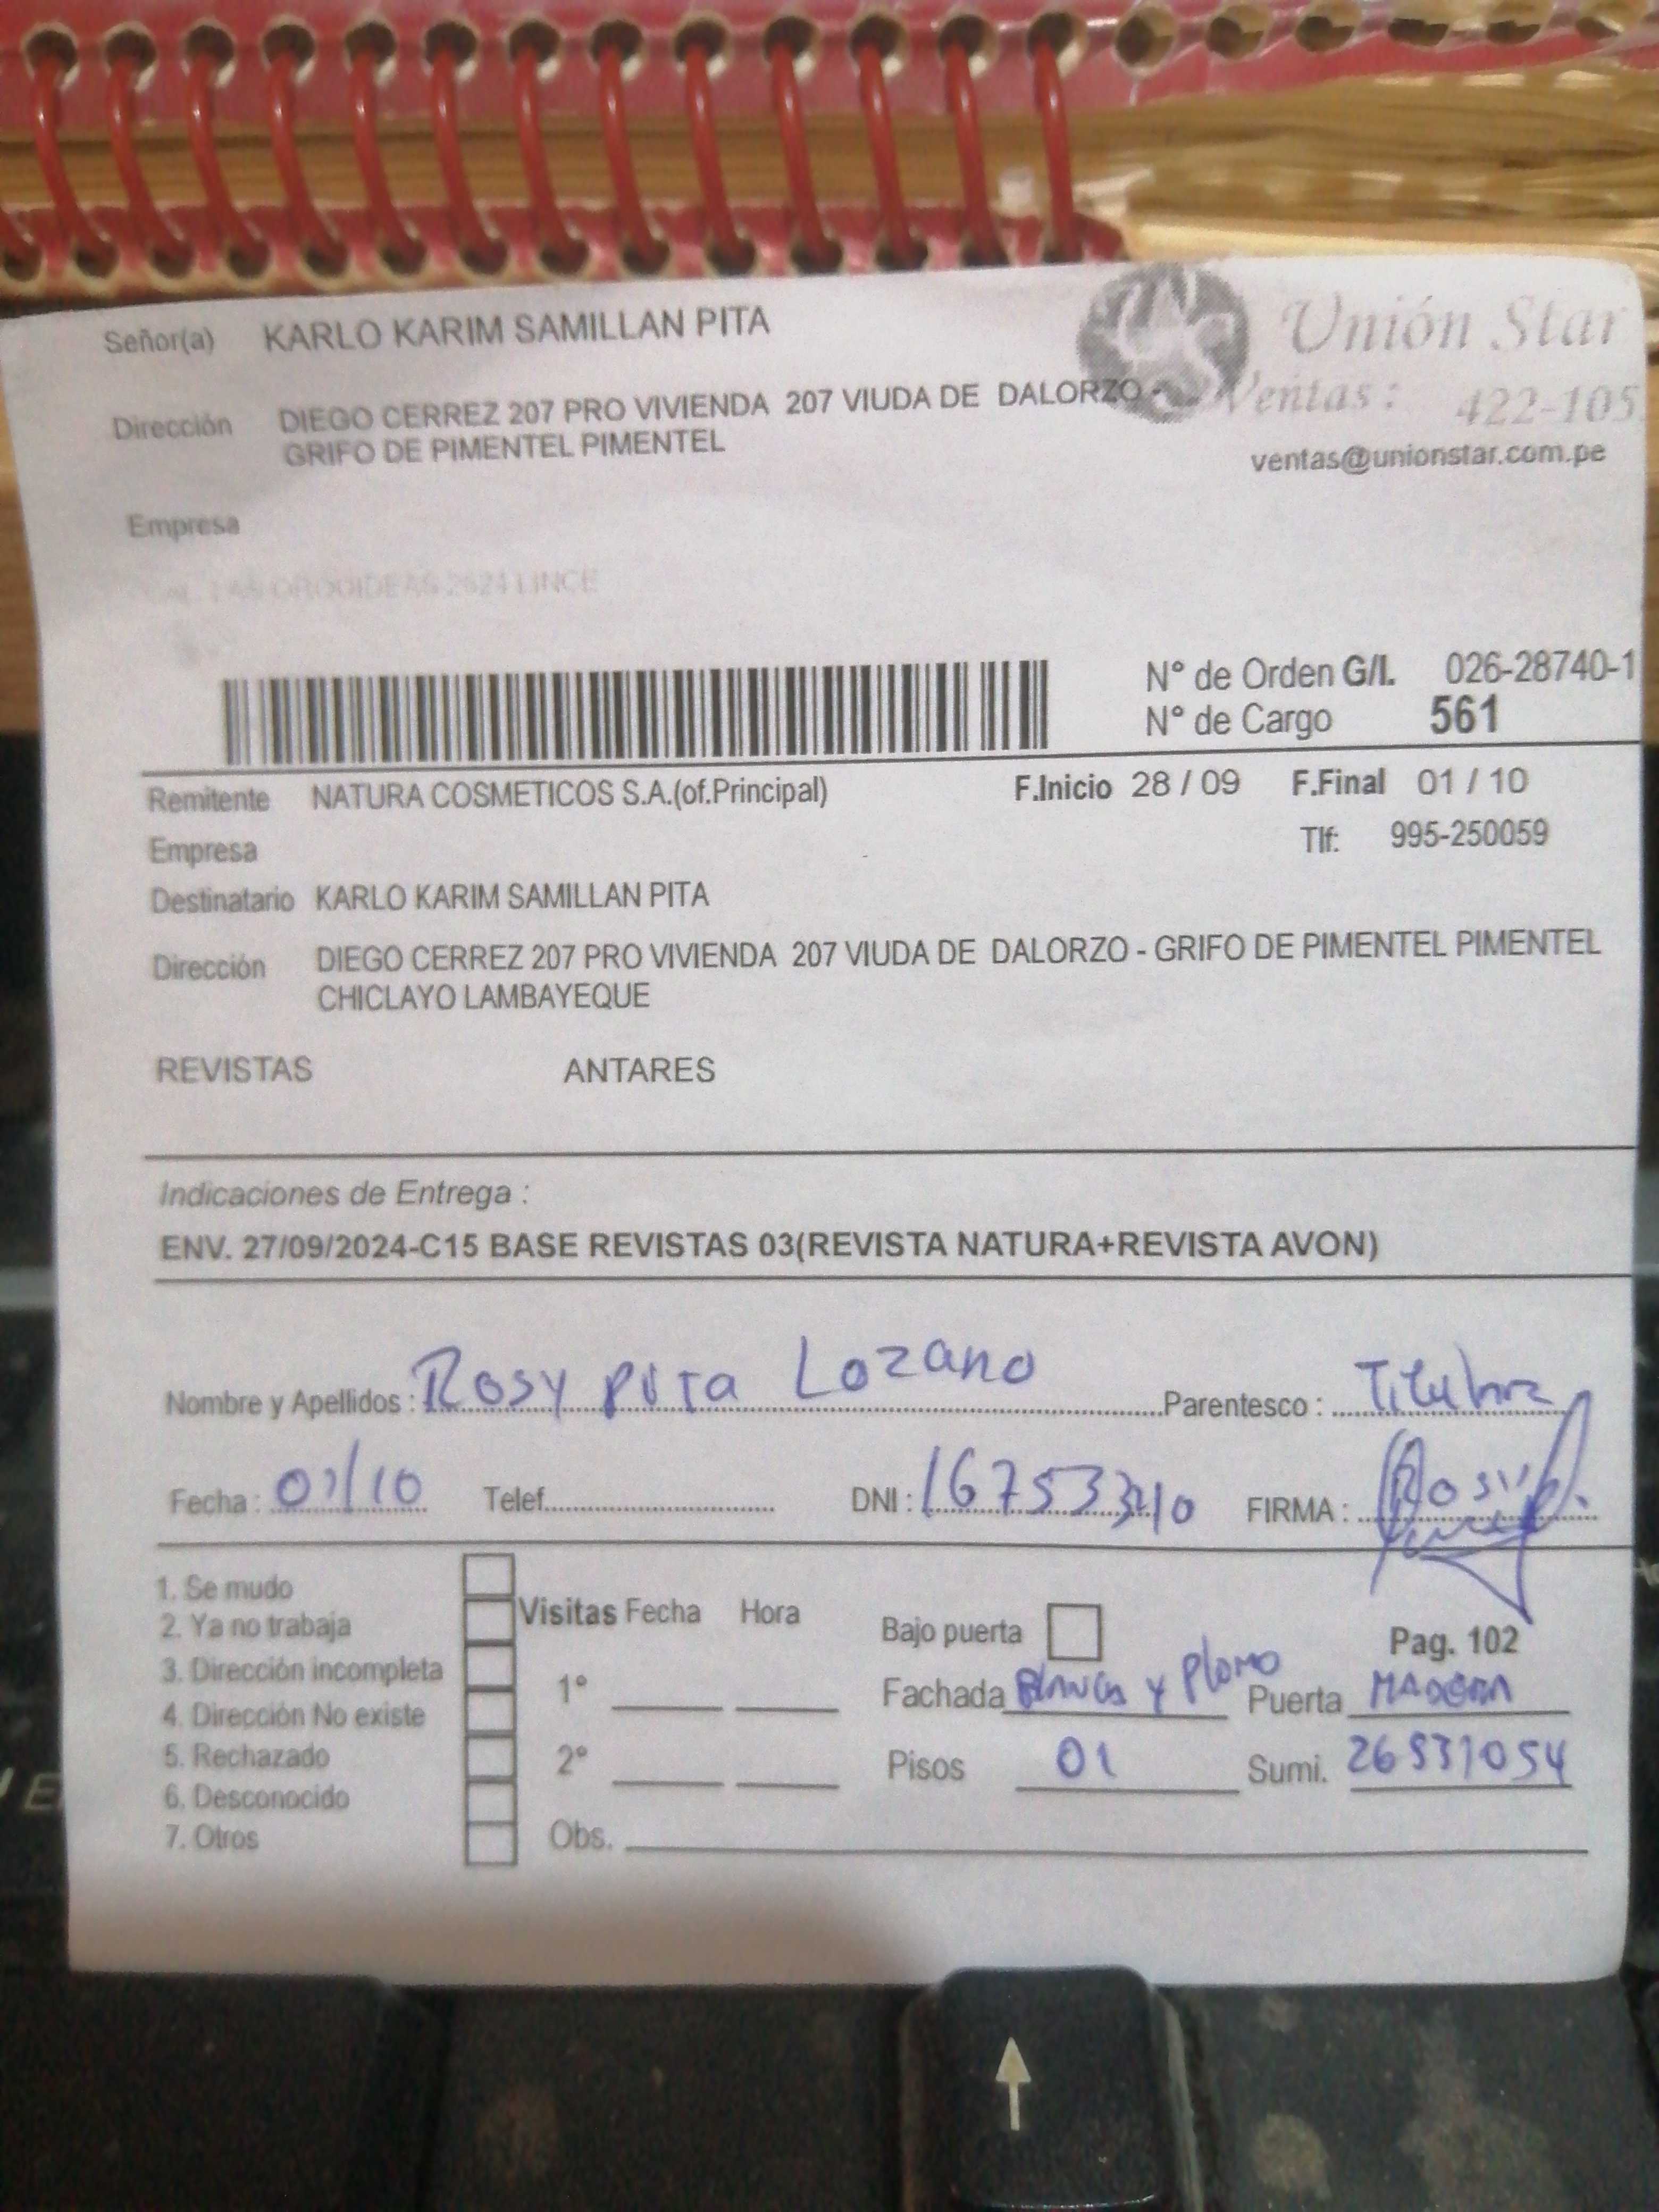 Señor(a) KARLO KARIM SAMILLAN PITA
Unión Star
Dirección DIEGO CERREZ 207 PRO VIVIENDA 207 VIUDA DE DALORZO -
GRIFO DE PIMENTEL PIMENTEL
Ventas: 422-105
ventas@unionstar.com.pe
Empresa
LAS ORQUIDEAS 2624 LINCE
N° de Orden G/I. 026-28740-1
N° de Cargo 561
Remitente NATURA COSMETICOS S.A.(of.Principal) F.Inicio 28 / 09 F.Final 01 / 10
Empresa Tlf: 995-250059
Destinatario KARLO KARIM SAMILLAN PITA
Dirección DIEGO CERREZ 207 PRO VIVIENDA 207 VIUDA DE DALORZO - GRIFO DE PIMENTEL PIMENTEL
CHICLAYO LAMBAYEQUE
REVISTAS ANTARES
Indicaciones de Entrega :
ENV. 27/09/2024-C15 BASE REVISTAS 03(REVISTA NATURA+REVISTA AVON)
Nombre y Apellidos : Rosy pita Lozano Parentesco : Titular
Fecha : 01/10 Telef. DNI : FIRMA : Rosy
1. Se mudo
2. Ya no trabaja
3. Dirección incompleta
4. Dirección No existe
5. Rechazado
6. Desconocido
7. Otros
Visitas Fecha Hora
1°
2°
Obs.
Bajo puerta Pag. 102
Fachada Blanca y Plomo Puerta MADERA
Pisos 01 Sumi. 26531054